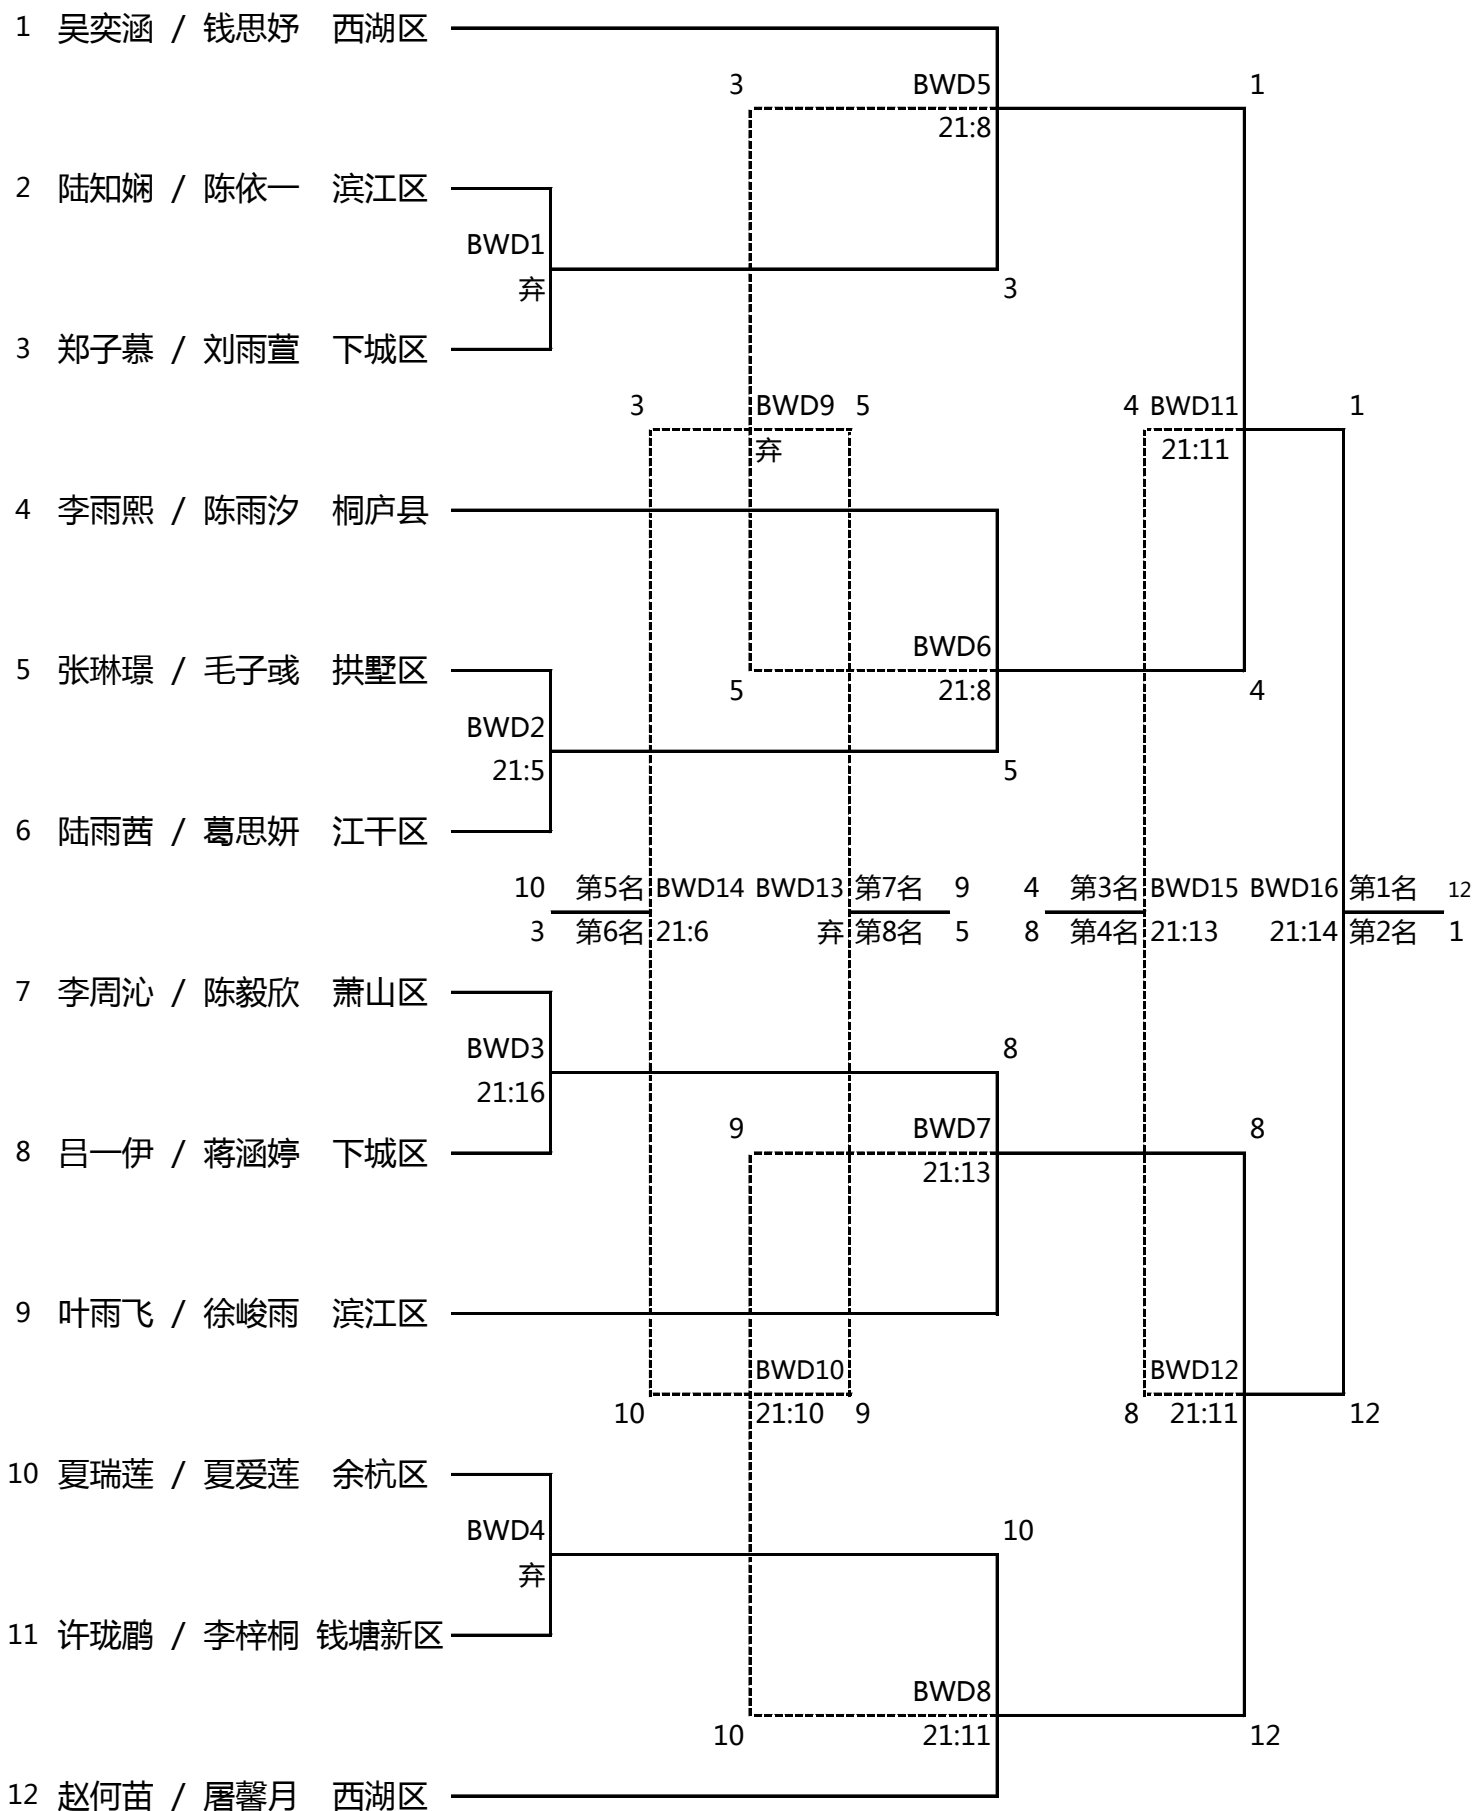 1 吴奕涵 / 钱思妤 西湖区
3 BWD5 1
21:8
2 陆知娴 / 陈依一 滨江区
BWD1
弃 3
3 郑子慕 / 刘雨萱 下城区
3 BWD9 5 4 BWD11 1
弃 21:11
4 李雨熙 / 陈雨汐 桐庐县
BWD6
5 张琳璟 / 毛子彧 拱墅区
5 21:8 4
BWD2
21:5 5
6 陆雨茜 / 葛思妍 江干区
10 第5名 BWD14 BWD13 第7名 9 4 第3名 BWD15 BWD16 第1名 12
3 第6名 21:6 弃 第8名 5 8 第4名 21:13 21:14 第2名 1
7 李周沁 / 陈毅欣 萧山区
BWD3 8
21:16
9 BWD7 8
8 吕一伊 / 蒋涵婷 下城区
21:13
9 叶雨飞 / 徐峻雨 滨江区
BWD10 BWD12
10 21:10 9 8 21:11 12
10 夏瑞莲 / 夏爱莲 余杭区
BWD4 10
弃
11 许珑鹛 / 李梓桐 钱塘新区
BWD8
10 21:11 12
12 赵何苗 / 屠馨月 西湖区